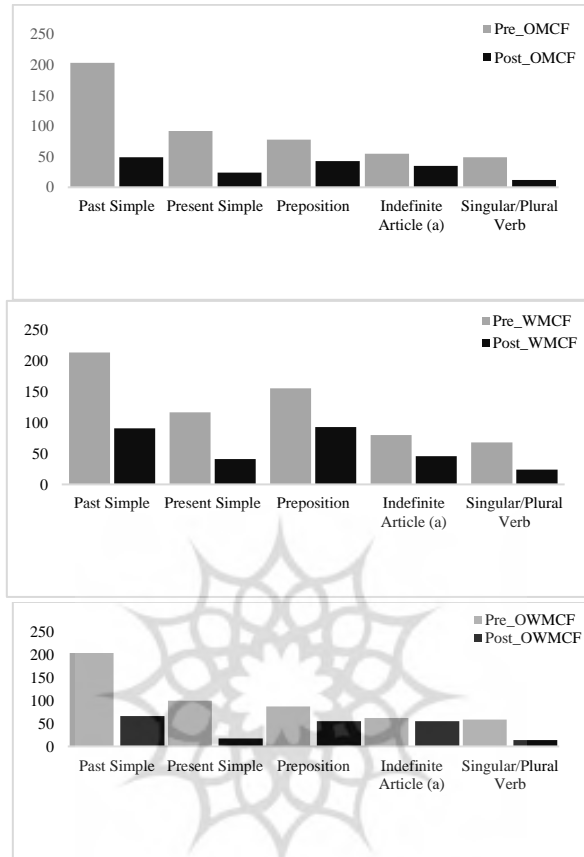 250
200
150
100
50
0
Pre_OMCF
Post_OMCF
Past Simple Present Simple Preposition Indefinite Singular/Plural
Article (a) Verb
250
200
150
100
50
0
Pre_WMCF
Post_WMCF
Past Simple Present Simple Preposition Indefinite Singular/Plural
Article (a) Verb
250
200
150
100
50
0
Pre_OWMCF
Post_OWMCF
Past Simple Present Simple Preposition Indefinite Singular/Plural
Article (a) Verb